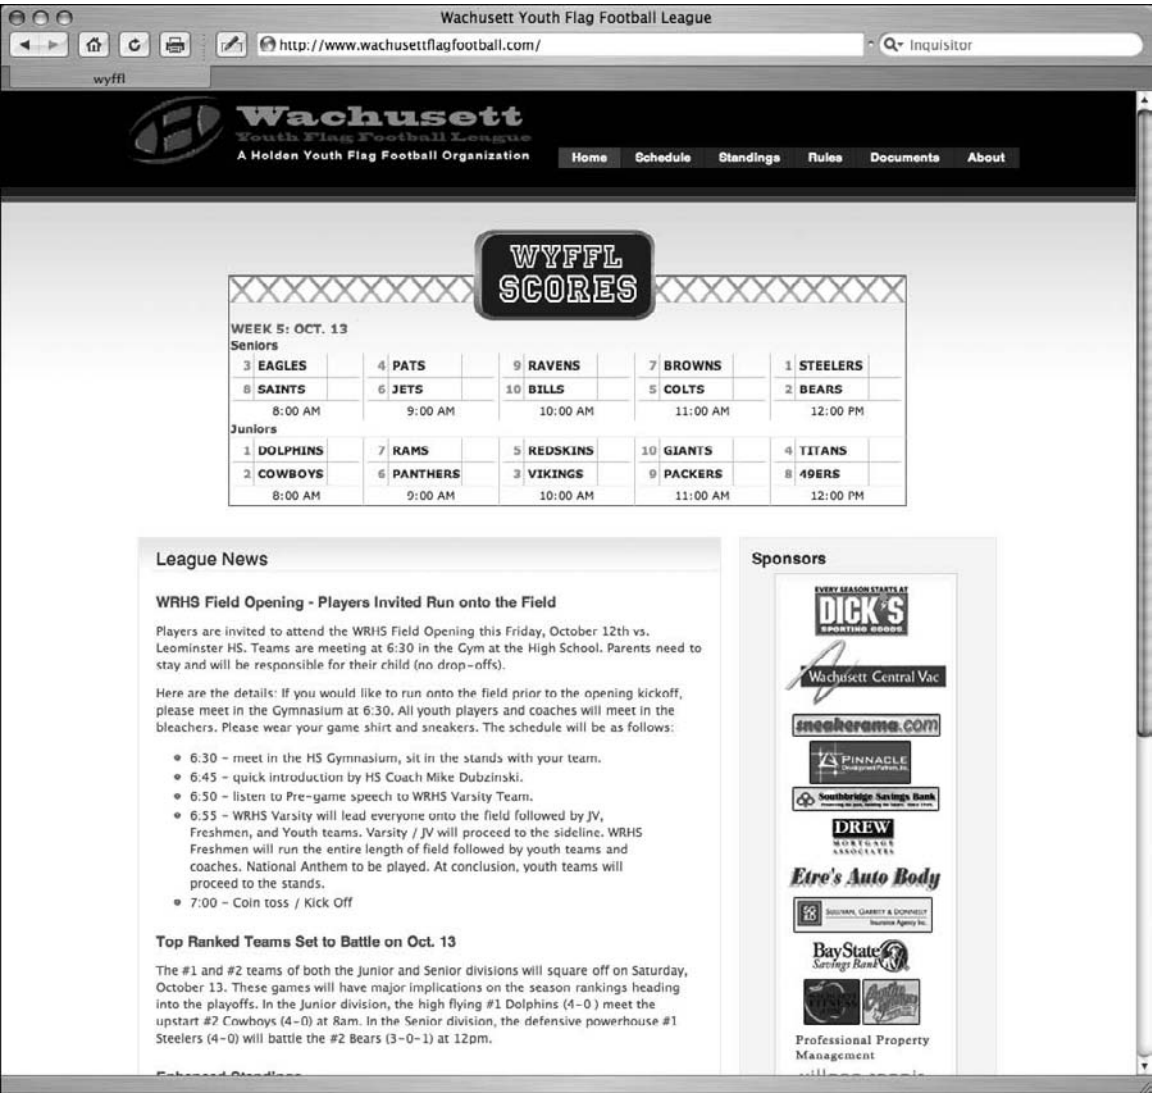 Wachusett Youth Flag Football League
http://www.wachusettflagfootball.com/
Inquisitor
wyffl
Wachusett
Youth Flag Football League
A Holden Youth Flag Football Organization
Home Schedule Standings Rules Documents About
WYFFL
SCORES
WEEK 5: OCT. 13
Seniors
3 EAGLES 4 PATS 9 RAVENS 7 BROWNS 1 STEELERS
8 SAINTS 6 JETS 10 BILLS 5 COLTS 2 BEARS
8:00 AM 9:00 AM 10:00 AM 11:00 AM 12:00 PM
Juniors
1 DOLPHINS 7 RAMS 5 REDSKINS 10 GIANTS 4 TITANS
2 COWBOYS 6 PANTHERS 3 VIKINGS 9 PACKERS 8 49ERS
8:00 AM 9:00 AM 10:00 AM 11:00 AM 12:00 PM
League News
WRHS Field Opening - Players Invited Run onto the Field
Players are invited to attend the WRHS Field Opening this Friday, October 12th vs.
Leominster HS. Teams are meeting at 6:30 in the Gym at the High School. Parents need to
stay and will be responsible for their child (no drop-offs).
Here are the details: If you would like to run onto the field prior to the opening kickoff,
please meet in the Gymnasium at 6:30. All youth players and coaches will meet in the
bleachers. Please wear your game shirt and sneakers. The schedule will be as follows:
6:30 - meet in the HS Gymnasium, sit in the stands with your team.
6:45 - quick introduction by HS Coach Mike Dubzinski.
6:50 - listen to Pre-game speech to WRHS Varsity Team.
6:55 - WRHS Varsity will lead everyone onto the field followed by JV,
Freshmen, and Youth teams. Varsity / JV will proceed to the sideline. WRHS
Freshmen will run the entire length of field followed by youth teams and
coaches. National Anthem to be played. At conclusion, youth teams will
proceed to the stands.
7:00 - Coin toss / Kick Off
Top Ranked Teams Set to Battle on Oct. 13
The #1 and #2 teams of both the Junior and Senior divisions will square off on Saturday,
October 13. These games will have major implications on the season rankings heading
into the playoffs. In the Junior division, the high flying #1 Dolphins (4-0 ) meet the
upstart #2 Cowboys (4-0) at 8am. In the Senior division, the defensive powerhouse #1
Steelers (4-0) will battle the #2 Bears (3-0-1) at 12pm.
Enhanced Standings
Sponsors
EVERY SEASON STARTS AT
DICK'S
SPORTING GOODS
Wachusett Central Vac
sneakerama.com
PINNACLE
Development Partners, Inc.
Southbridge Savings Bank
DREW
MORTGAGE
ASSOCIATES
Etre's Auto Body
SULLIVAN, GARRITY & DONNELLY
Insurance Agency Inc.
BayState
Savings Bank
Professional Property
Management